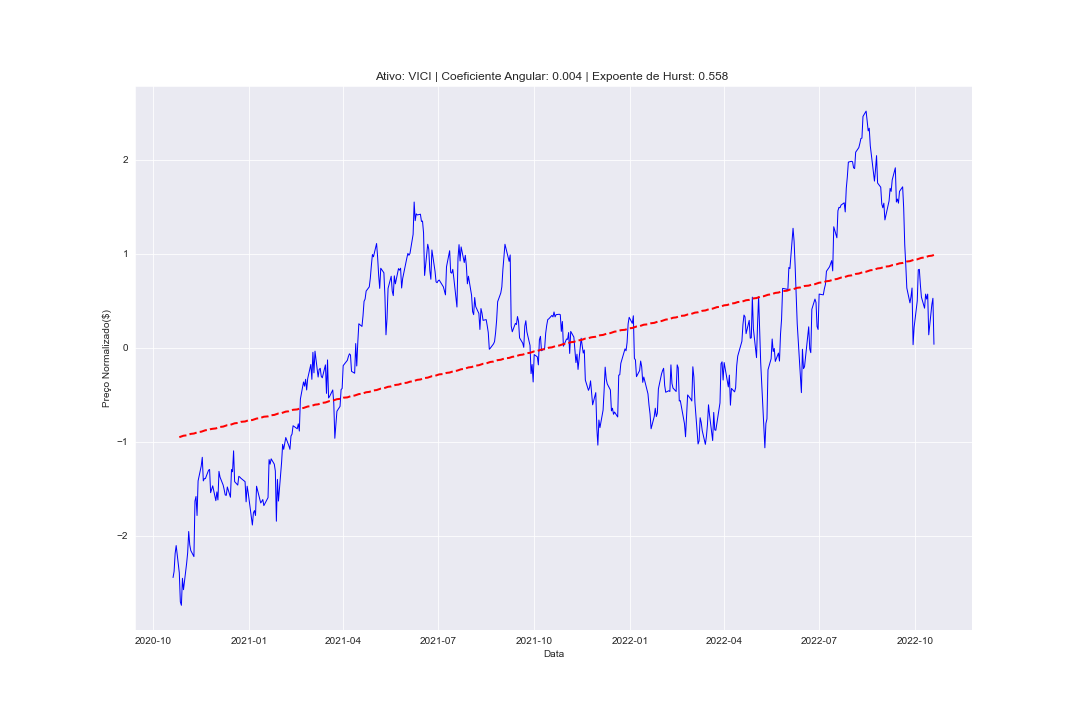 Ativo: VICI | Coeficiente Angular: 0.004 | Expoente de Hurst: 0.558
Preço Normalizado($)
2
1
0
−1
−2
2020-10 2021-01 2021-04 2021-07 2021-10 2022-01 2022-04 2022-07 2022-10
Data